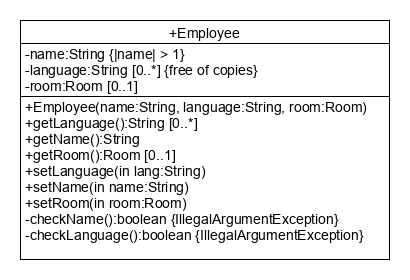 +Employee
-name:String {|name| > 1}
-language:String [0..*] {free of copies}
-room:Room [0..1]
+Employee(name:String, language:String, room:Room)
+getLanguage():String [0..*]
+getName():String
+getRoom():Room [0..1]
+setLanguage(in lang:String)
+setName(in name:String)
+setRoom(in room:Room)
-checkName():boolean {IllegalArgumentException}
-checkLanguage():boolean {IllegalArgumentException}